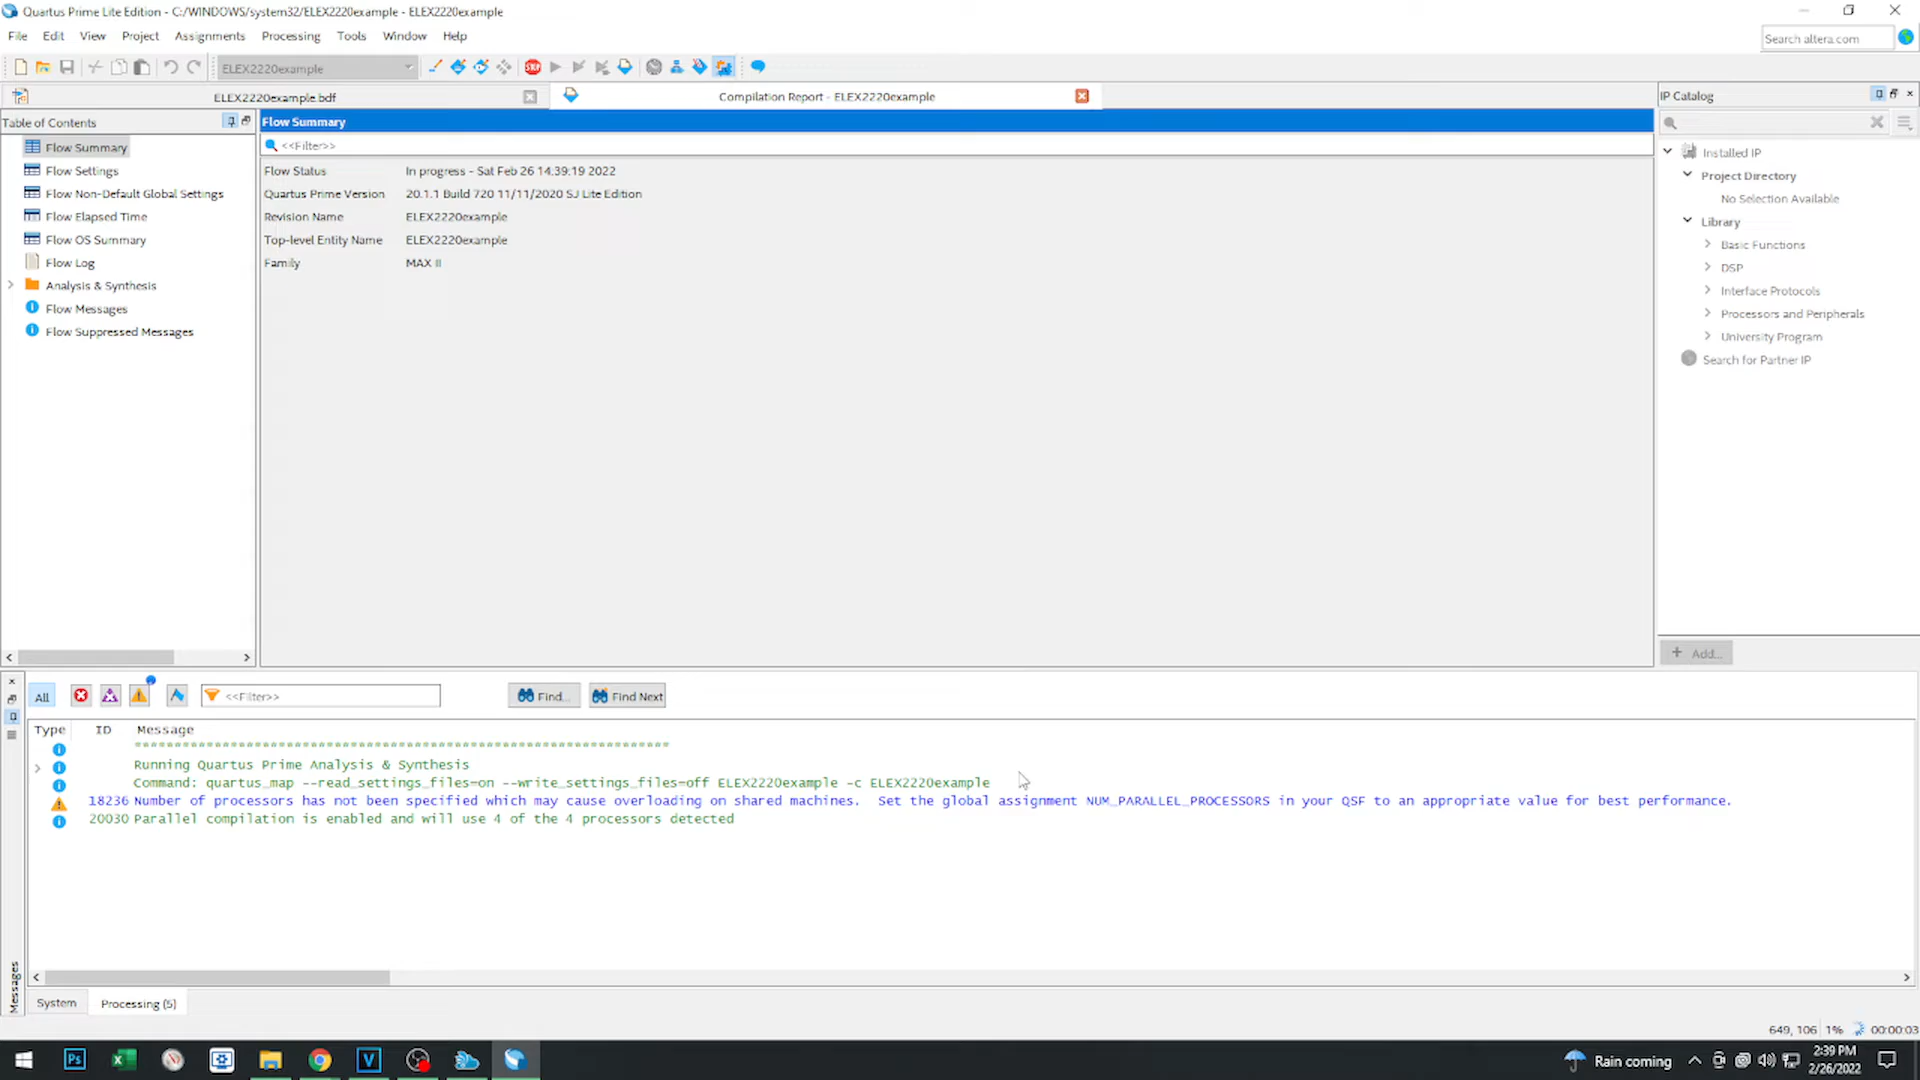 Quartus Prime Lite Edition - C:/WINDOWS/system32/ELEX2220example - ELEX2220example
File Edit View Project Assignments Processing Tools Window Help
Search altera.com
ELEX2220example
STOP
ELEX2220example.bdf
Compilation Report - ELEX2220example
IP Catalog
Table of Contents
Flow Summary
Flow Settings
Flow Non-Default Global Settings
Flow Elapsed Time
Flow OS Summary
Flow Log
Analysis & Synthesis
Flow Messages
Flow Suppressed Messages
Flow Summary
<<Filter>>
Flow Status In progress - Sat Feb 26 14:39:19 2022
Quartus Prime Version 20.1.1 Build 720 11/11/2020 SJ Lite Edition
Revision Name ELEX2220example
Top-level Entity Name ELEX2220example
Family MAX II
Installed IP
Project Directory
No Selection Available
Library
Basic Functions
DSP
Interface Protocols
Processors and Peripherals
University Program
Search for Partner IP
+ Add...
All
<<Filter>>
Find...
Find Next
Type ID Message
*******************************************************************
Running Quartus Prime Analysis & Synthesis
Command: quartus_map --read_settings_files=on --write_settings_files=off ELEX2220example -c ELEX2220example
18236 Number of processors has not been specified which may cause overloading on shared machines.  Set the global assignment NUM_PARALLEL_PROCESSORS in your QSF to an appropriate value for best performance.
20030 Parallel compilation is enabled and will use 4 of the 4 processors detected
Messages
System Processing (5)
649, 106 1% 00:00:03
Ps
V
Rain coming
2:39 PM
2/26/2022